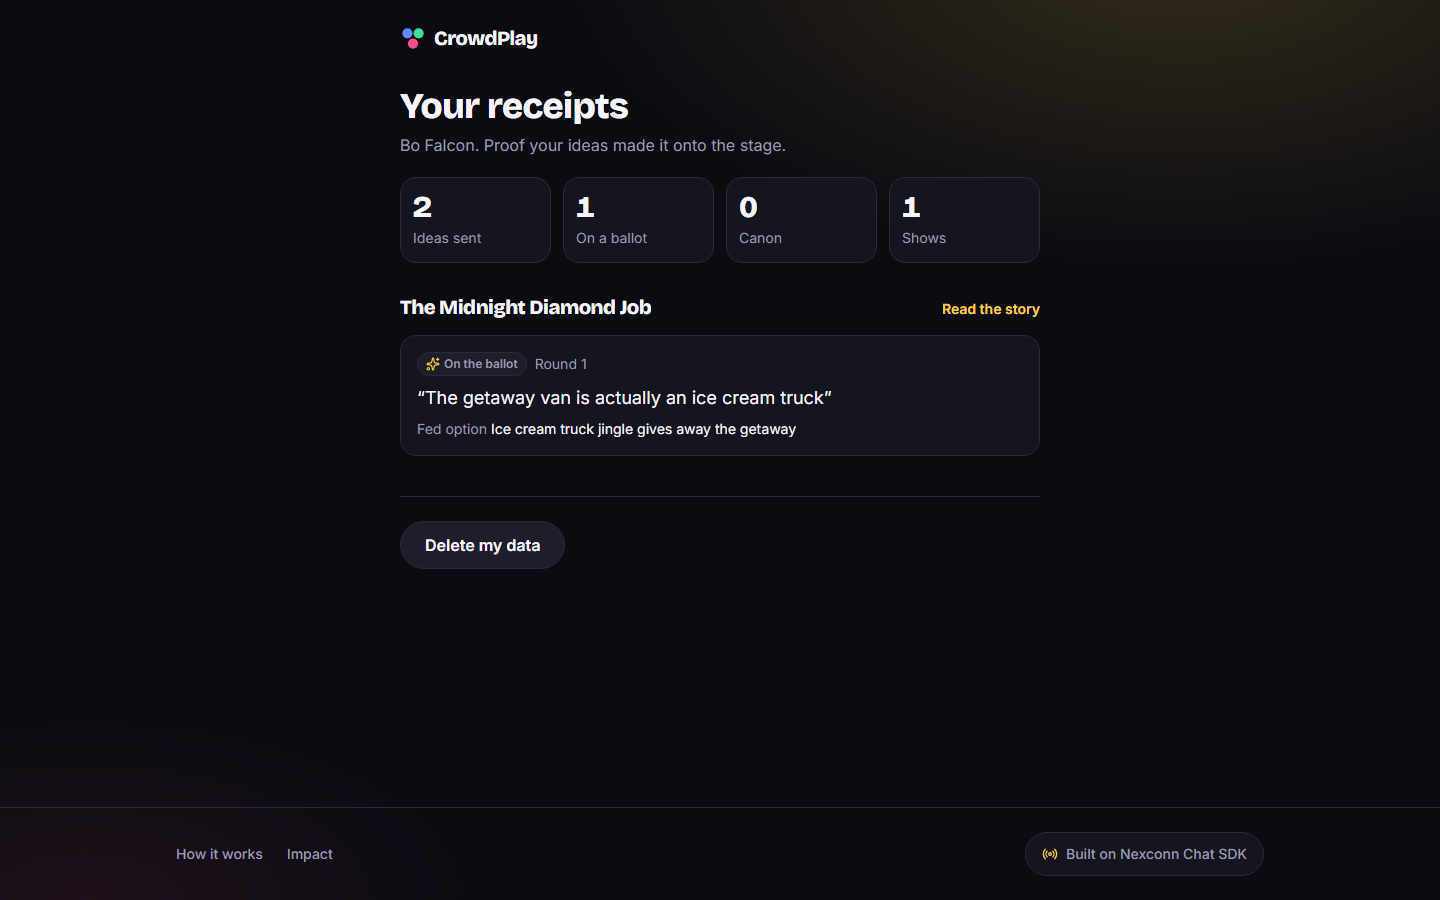 CrowdPlay
Your receipts
Bo Falcon. Proof your ideas made it onto the stage.
2
Ideas sent
1
On a ballot
0
Canon
1
Shows
The Midnight Diamond Job
Read the story
On the ballot
Round 1
“The getaway van is actually an ice cream truck”
Fed option Ice cream truck jingle gives away the getaway
Delete my data
How it works
Impact
Built on Nexconn Chat SDK